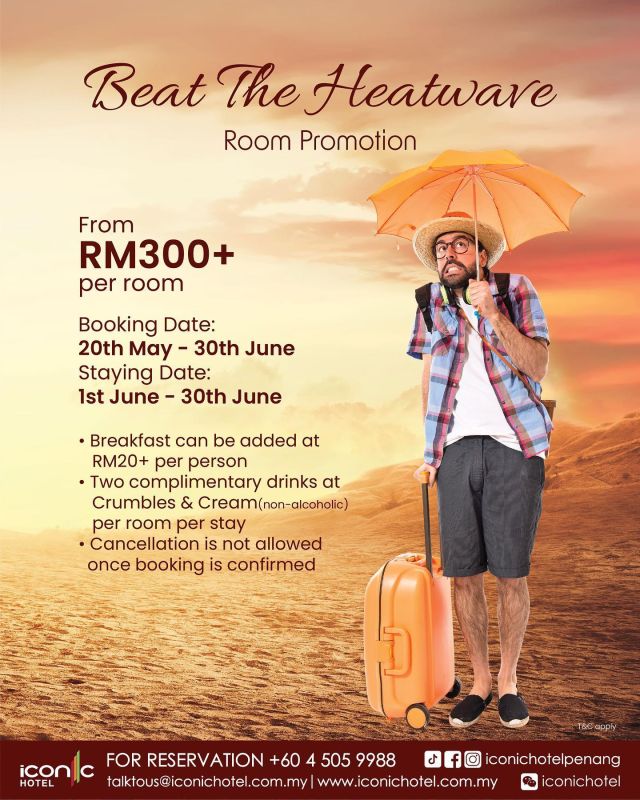 Beat The Heatwave
Room Promotion
From
RM300+
per room
Booking Date:
20th May - 30th June
Staying Date:
1st June - 30th June
• Breakfast can be added at
RM20+ per person
• Two complimentary drinks at
Crumbles & Cream(non-alcoholic)
per room per stay
• Cancellation is not allowed
once booking is confirmed
T&C apply
iconic
HOTEL
FOR RESERVATION +60 4 505 9988
iconichotelpenang
talktous@iconichotel.com.my | www.iconichotel.com.my
iconichotel